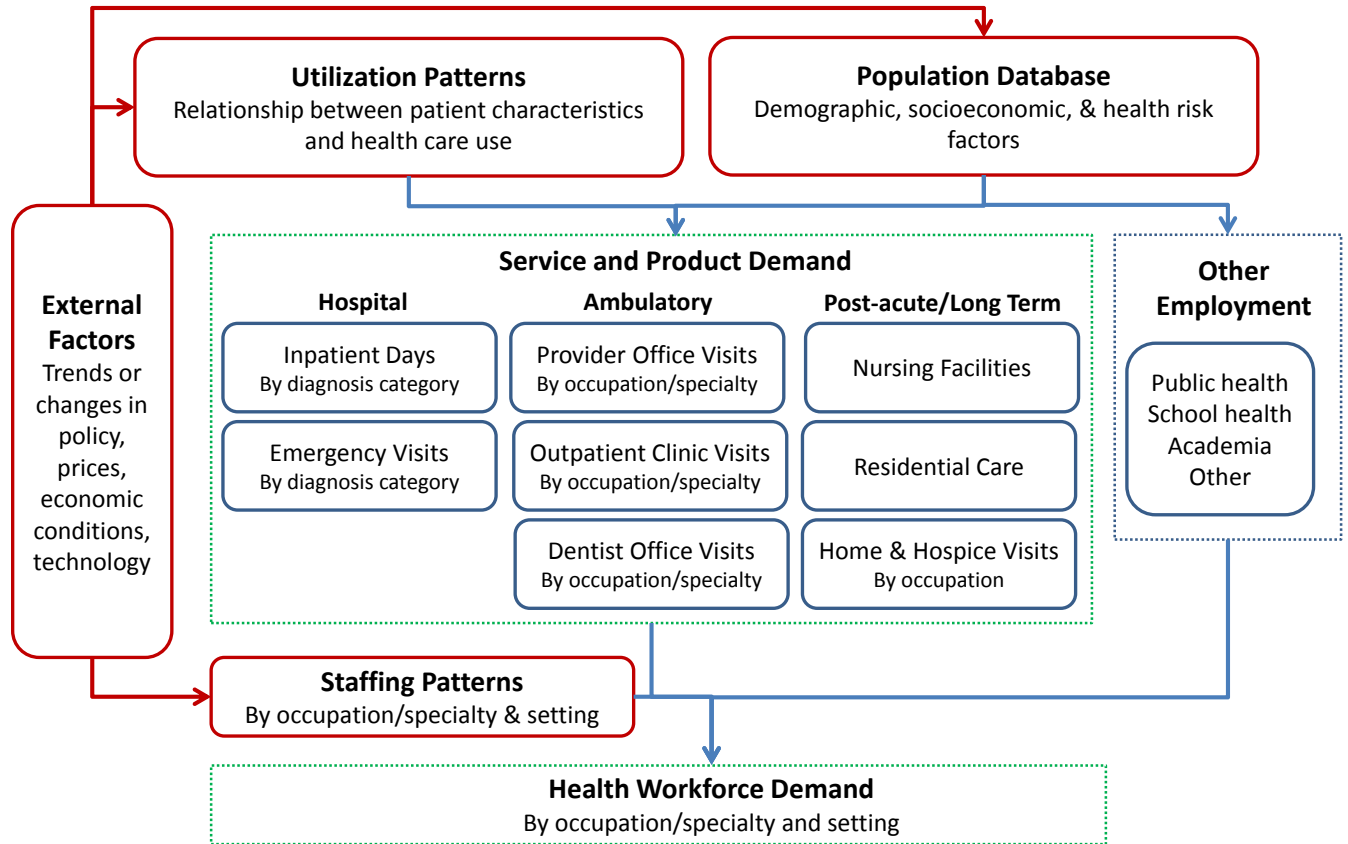 Utilization Patterns
Relationship between patient characteristics
and health care use
Population Database
Demographic, socioeconomic, & health risk
factors
External
Factors
Trends or
changes in
policy,
prices,
economic
conditions,
technology
Service and Product Demand
Hospital
Inpatient Days
By diagnosis category
Emergency Visits
By diagnosis category
Ambulatory
Provider Office Visits
By occupation/specialty
Outpatient Clinic Visits
By occupation/specialty
Dentist Office Visits
By occupation/specialty
Post-acute/Long Term
Nursing Facilities
Residential Care
Home & Hospice Visits
By occupation
Other
Employment
Public health
School health
Academia
Other
Staffing Patterns
By occupation/specialty & setting
Health Workforce Demand
By occupation/specialty and setting